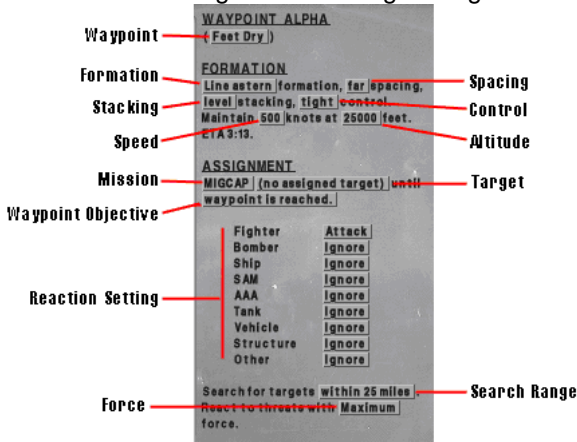 Waypoint
Formation
Stacking
Speed
Mission
Waypoint Objective
Reaction Setting
Force
WAYPOINT ALPHA
( Feet Dry )
FORMATION
Line astern formation, far spacing,
level stacking, tight control.
Maintain 500 knots at 25000 feet.
ETA 3:13.
ASSIGNMENT
MIGCAP (no assigned target) until
waypoint is reached.
Fighter Attack
Bomber Ignore
Ship Ignore
SAM Ignore
AAA Ignore
Tank Ignore
Vehicle Ignore
Structure Ignore
Other Ignore
Search for targets within 25 miles .
React to threats with Maximum
force.
Spacing
Control
Altitude
Target
Search Range